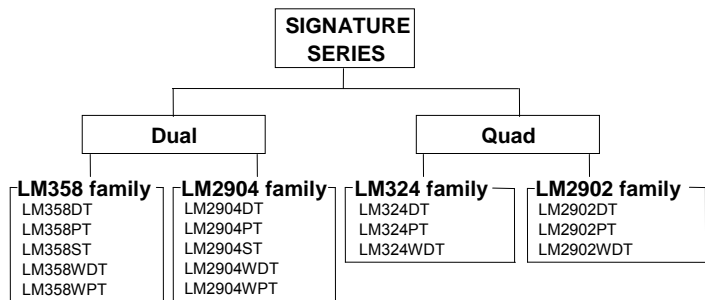 SIGNATURE
SERIES
Dual
Quad
LM358 family
LM358DT
LM358PT
LM358ST
LM358WDT
LM358WPT
LM2904 family
LM2904DT
LM2904PT
LM2904ST
LM2904WDT
LM2904WPT
LM324 family
LM324DT
LM324PT
LM324WDT
LM2902 family
LM2902DT
LM2902PT
LM2902WDT